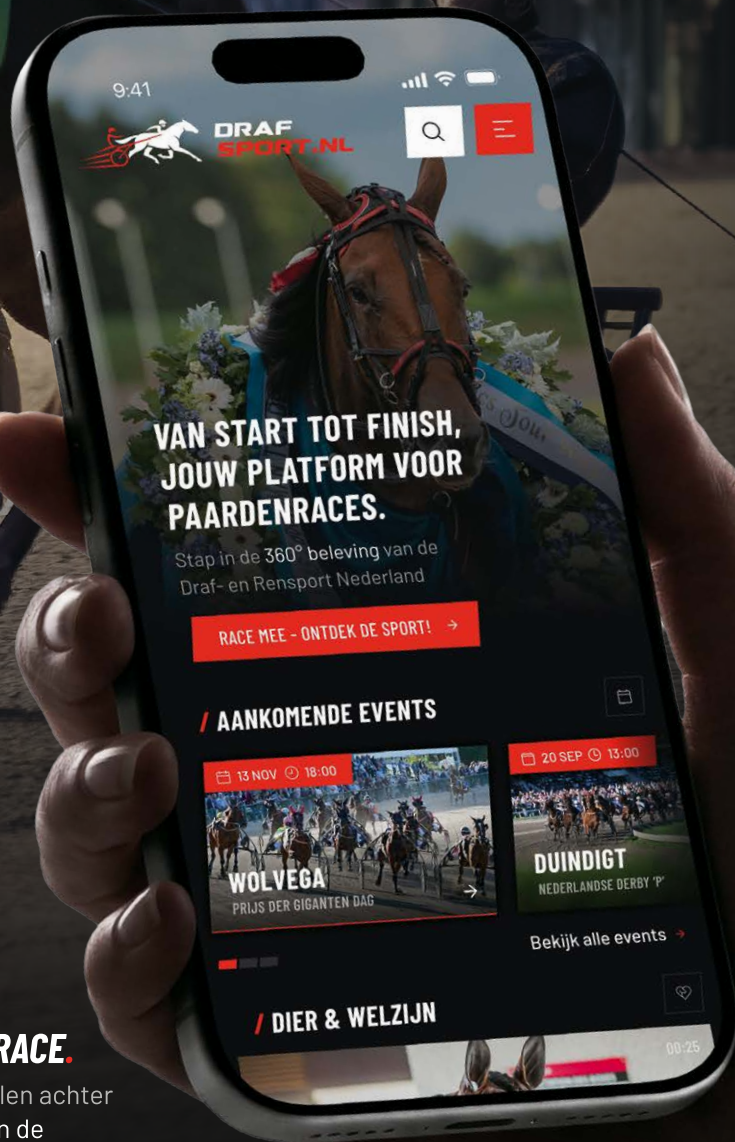 9:41
DRAF
SPORT.NL
VAN START TOT FINISH,
JOUW PLATFORM VOOR
PAARDENRACES.
Stap in de 360° beleving van de
Draf- en Rensport Nederland
RACE MEE - ONTDEK DE SPORT!
/ AANKOMENDE EVENTS
13 NOV 18:00
WOLVEGA
PRIJS DER GIGANTEN DAG
20 SEP 13:00
DUINDIGT
NEDERLANDSE DERBY 'P'
Bekijk alle events
/ DIER & WELZIJN
00:25
RACE.
achter
de